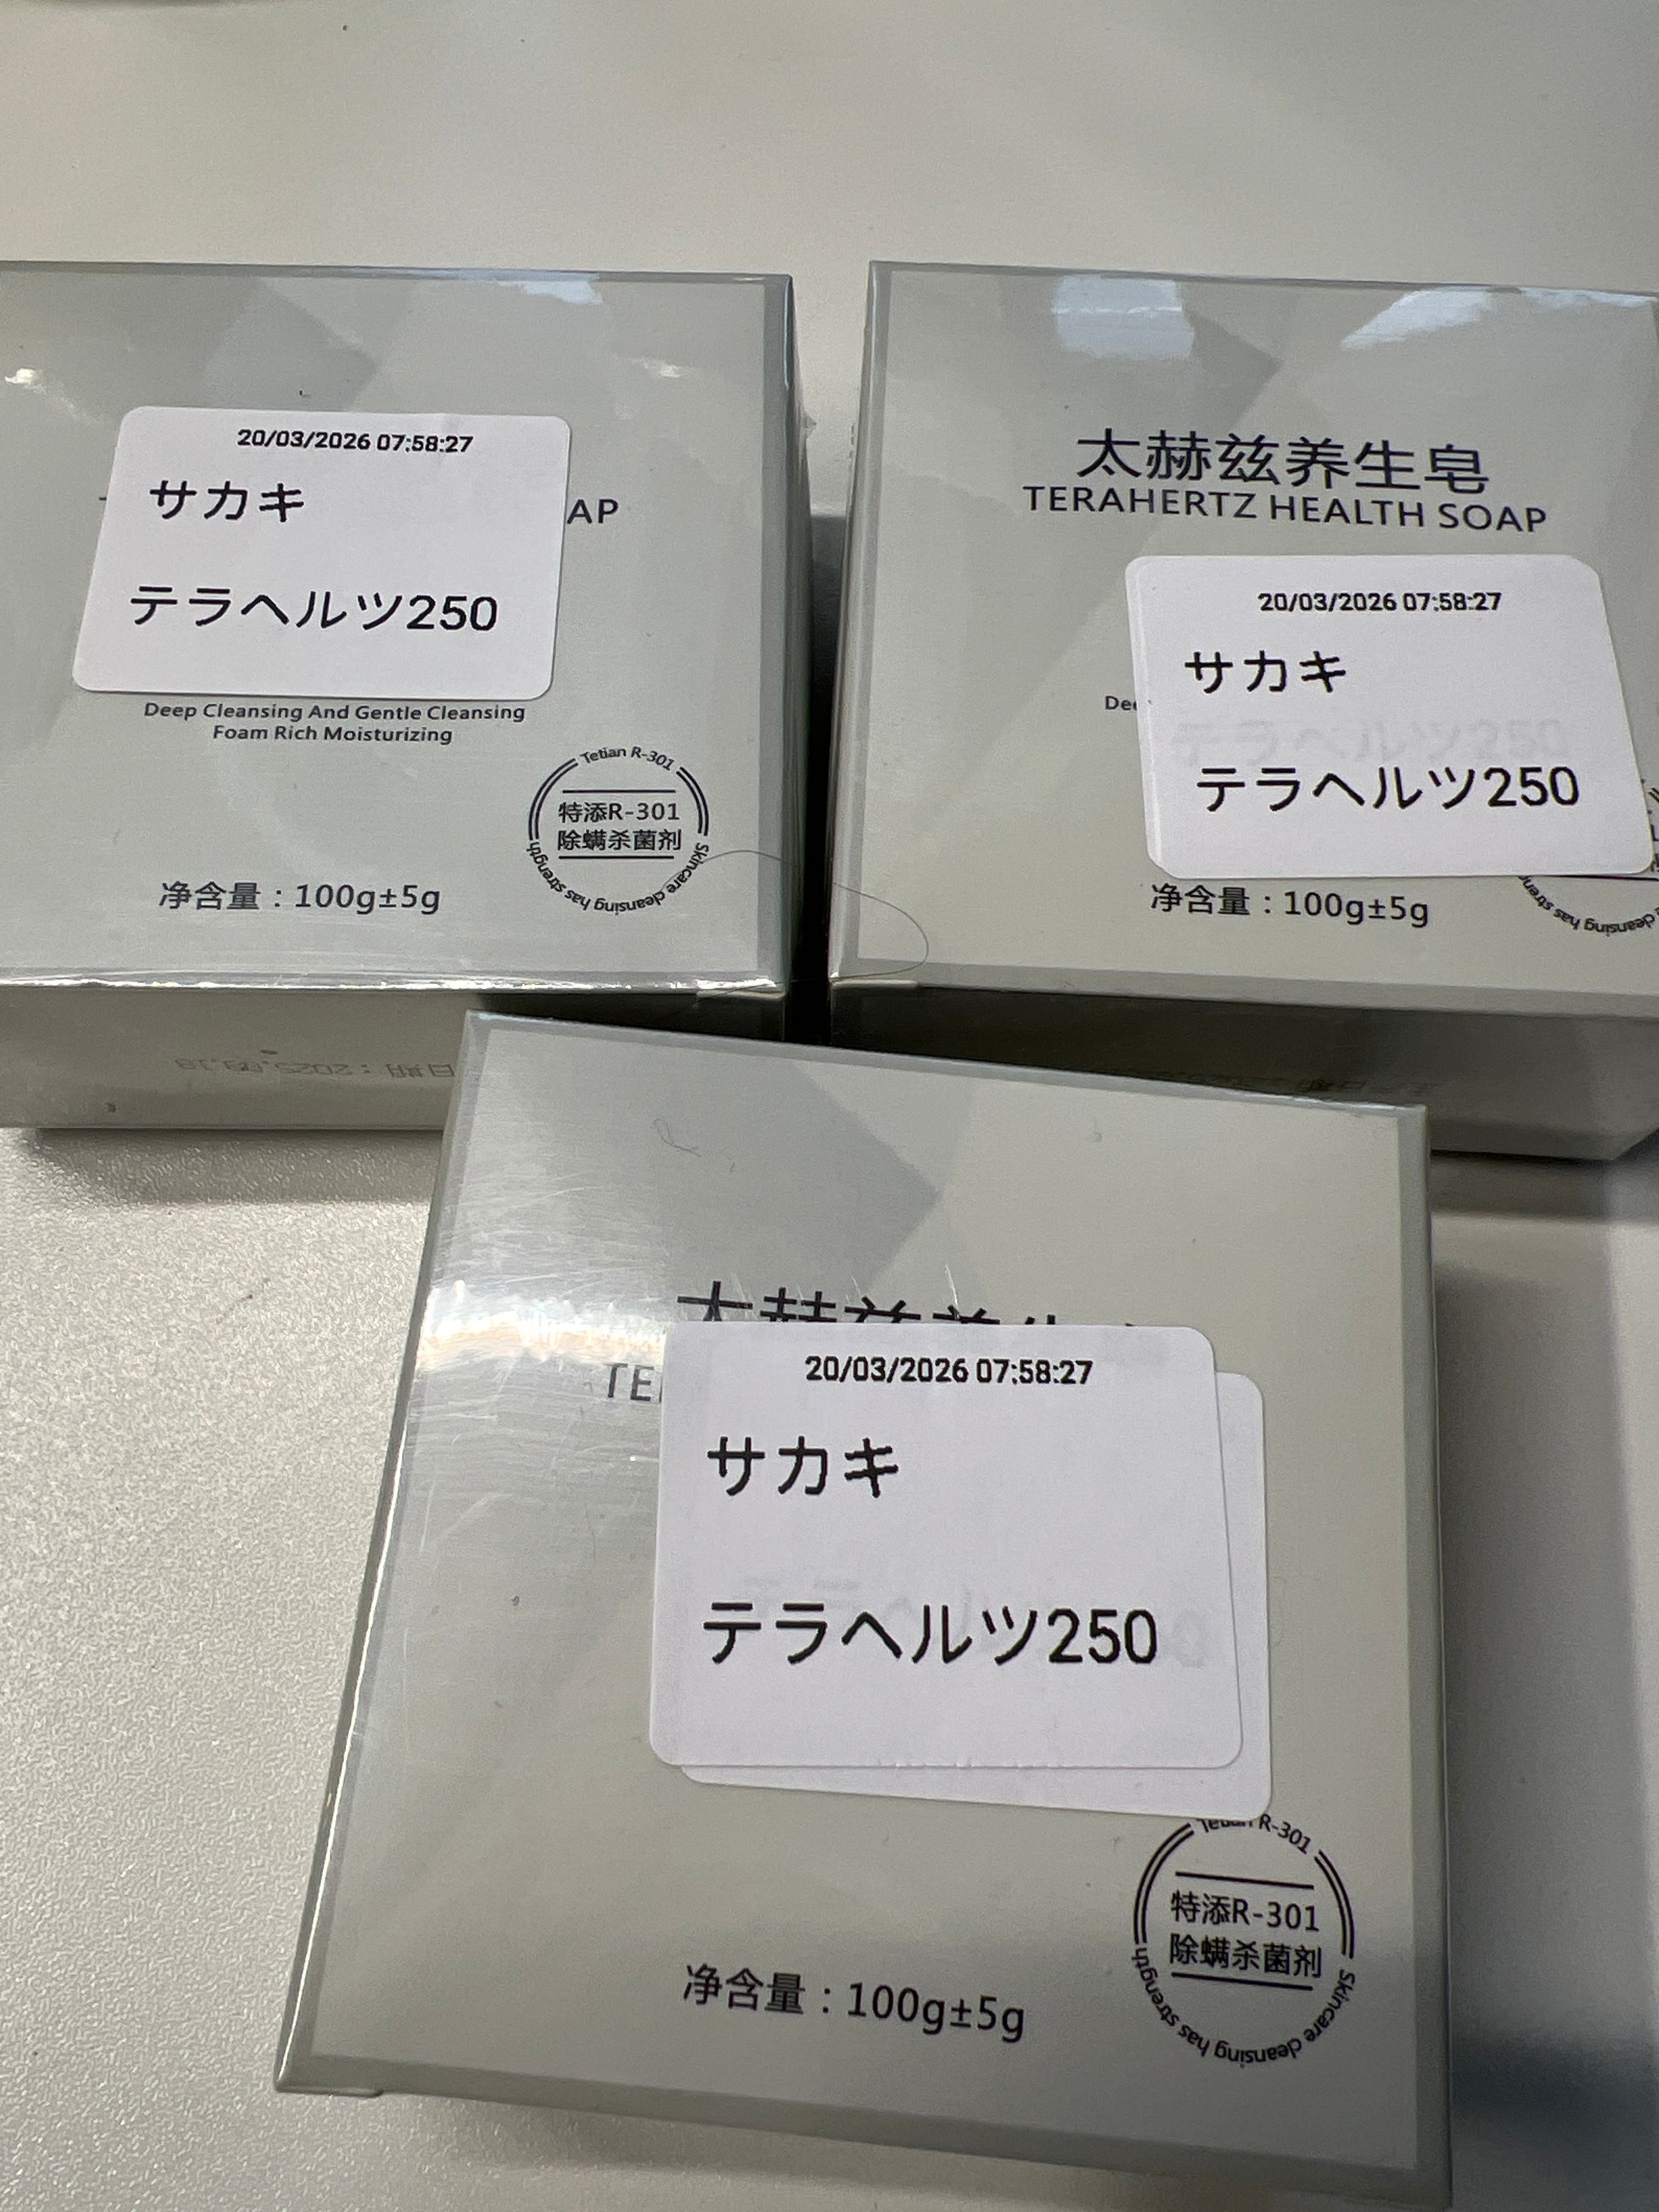 20/03/2026 07:58:27
サカキ
AP
テラヘルツ250
Deep Cleansing And Gentle Cleansing
Foam Rich Moisturizing
Tetian R-301
特添R-301
除螨杀菌剂
Skincare cleansing has strength
净含量：100g±5g
太赫兹养生皂
TERAHERTZ HEALTH SOAP
20/03/2026 07:58:27
サカキ
テラヘルツ250
净含量：100g±5g
20/03/2026 07:58:27
サカキ
テラヘルツ250
R-301
特添R-301
除螨杀菌剂
Skincare cleansing has strength
净含量：100g±5g